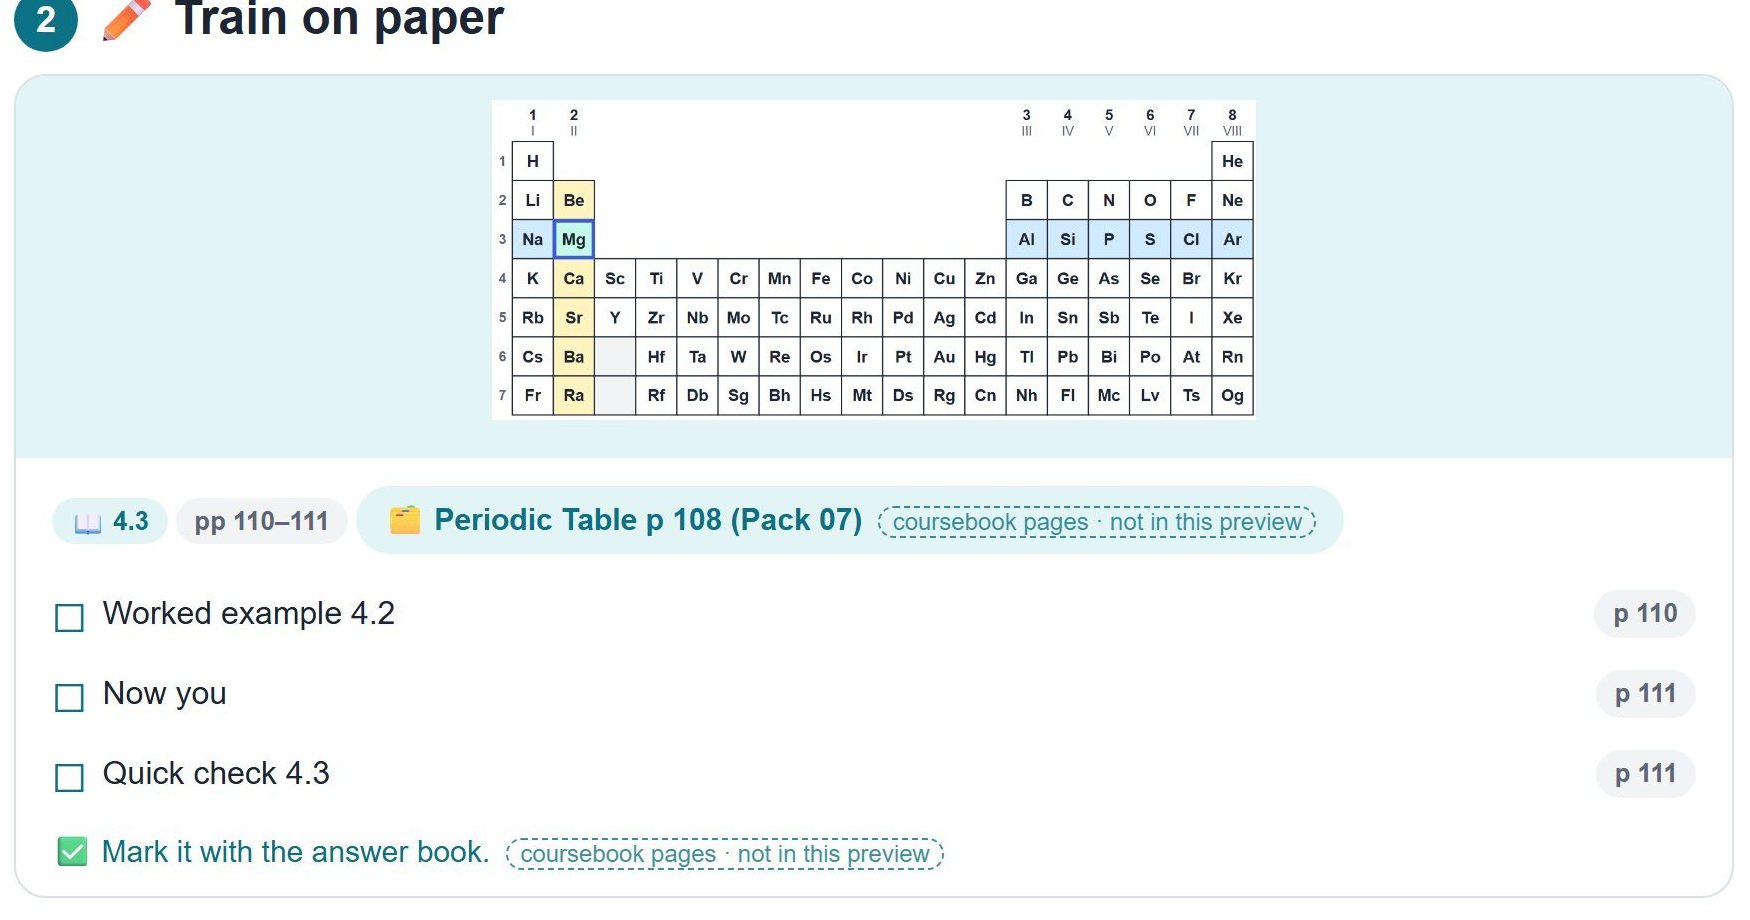 2 Train on paper
1 2 3 4 5 6 7 8
I II III IV V VI VII VIII
1 H He
2 Li Be B C N O F Ne
3 Na Mg Al Si P S Cl Ar
4 K Ca Sc Ti V Cr Mn Fe Co Ni Cu Zn Ga Ge As Se Br Kr
5 Rb Sr Y Zr Nb Mo Tc Ru Rh Pd Ag Cd In Sn Sb Te I Xe
6 Cs Ba Hf Ta W Re Os Ir Pt Au Hg Tl Pb Bi Po At Rn
7 Fr Ra Rf Db Sg Bh Hs Mt Ds Rg Cn Nh Fl Mc Lv Ts Og
4.3 pp 110–111 Periodic Table p 108 (Pack 07) coursebook pages · not in this preview
Worked example 4.2 p 110
Now you p 111
Quick check 4.3 p 111
Mark it with the answer book. coursebook pages · not in this preview